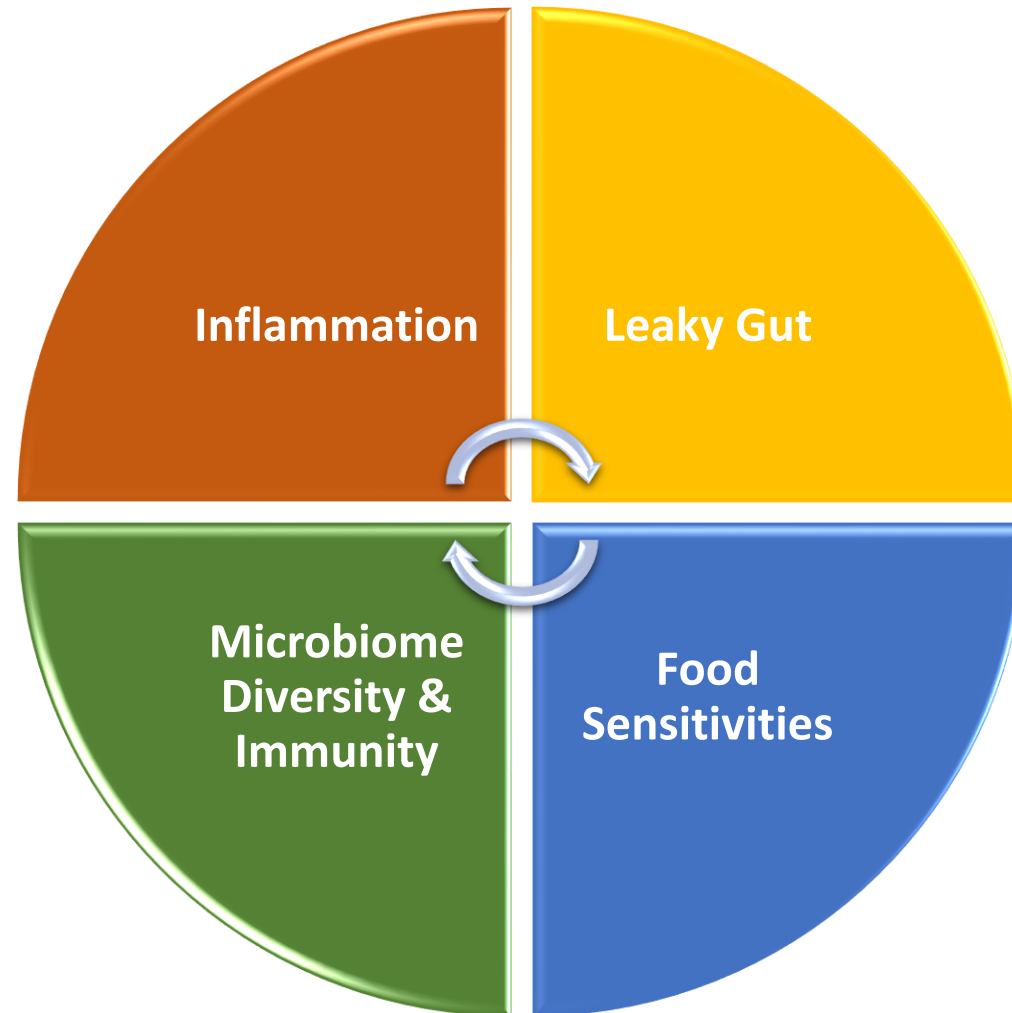 Inflammation
Leaky Gut
Microbiome
Diversity &
Immunity
Food
Sensitivities